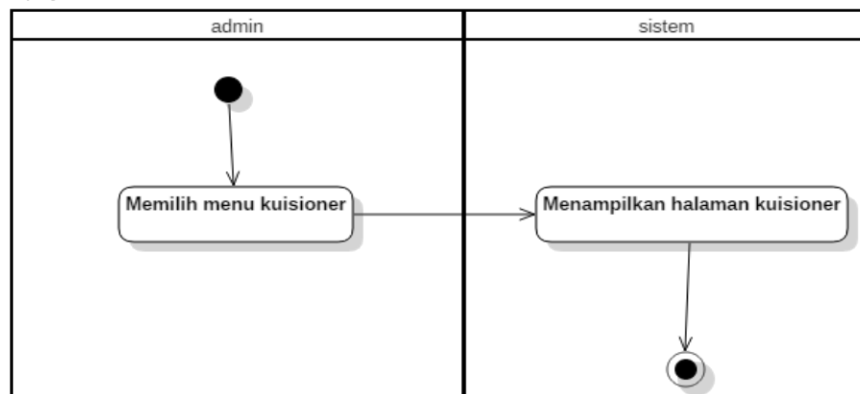 admin
sistem
Memilih menu kuisioner
Menampilkan halaman kuisioner